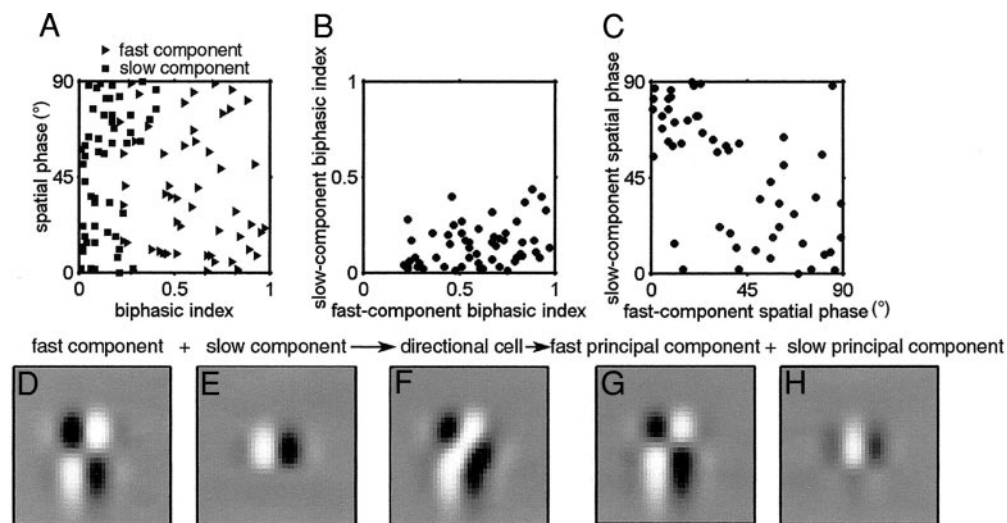 A B C
fast component
slow component
spatial phase (°)
90
45
0
0 0.5 1
biphasic index
slow-component biphasic index
1
0.5
0
0 0.5 1
fast-component biphasic index
slow-component spatial phase
90
45
0
0 45 90
fast-component spatial phase (°)
fast component + slow component directional cell fast principal component + slow principal component
D E F G H